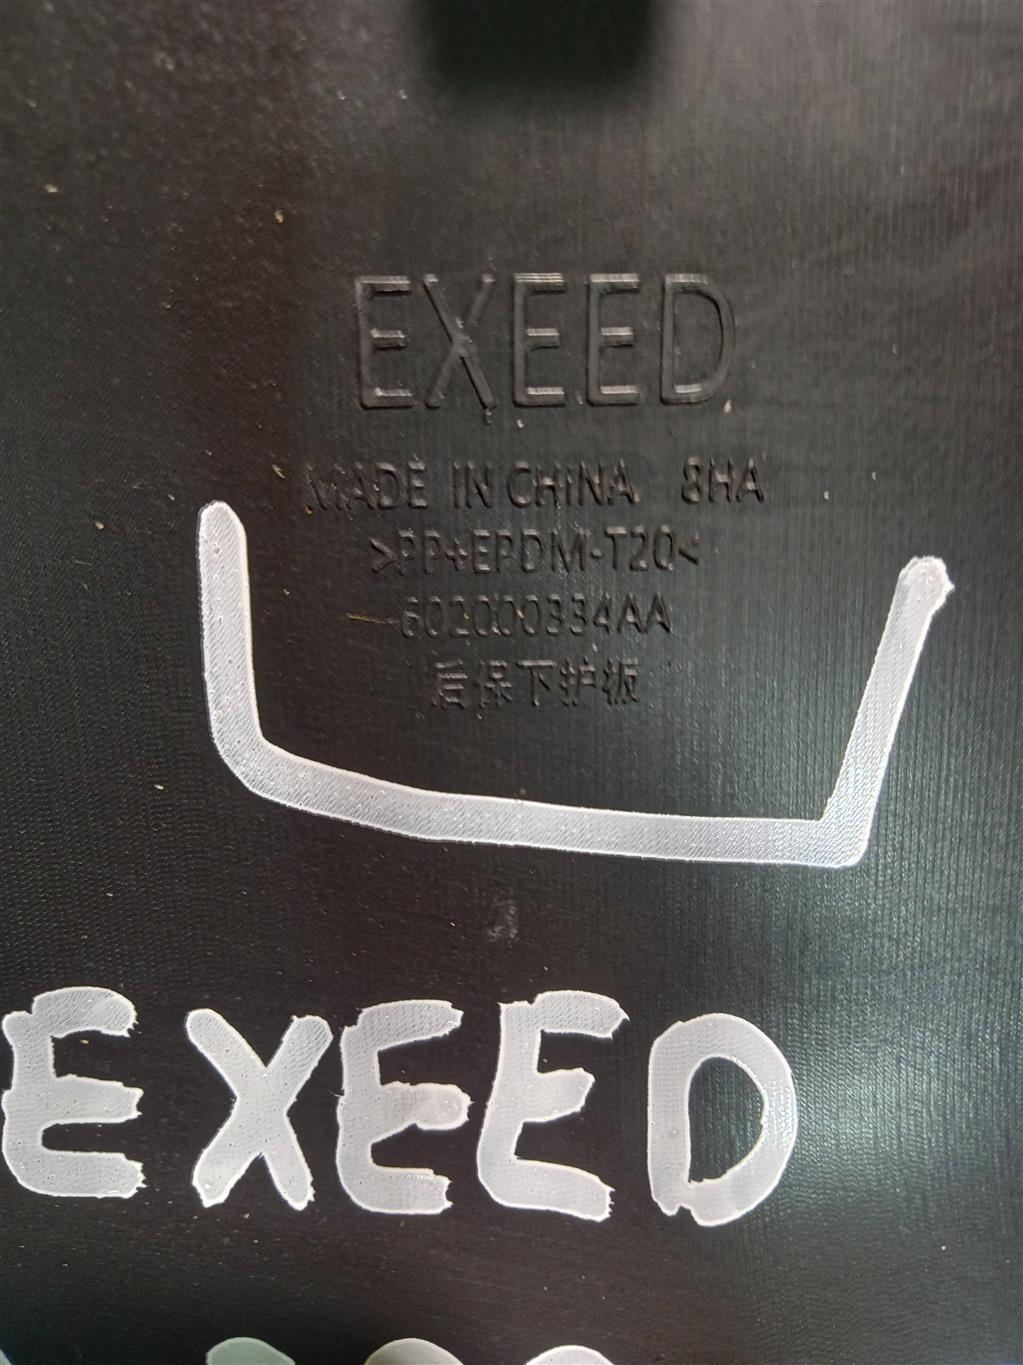 EXEED
MADE IN CHINA 8HA
>PP+EPDM-T20<
602000334AA
后保下护板
EXEED